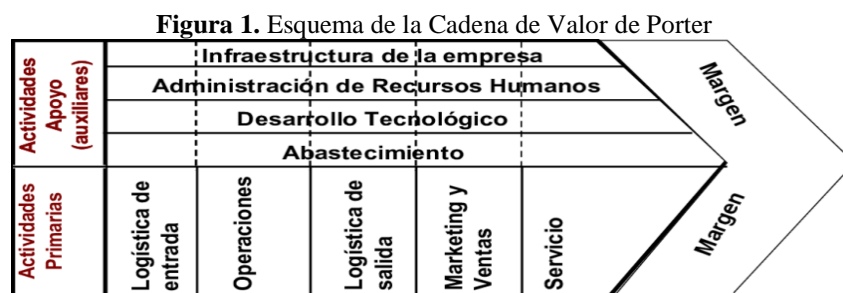 Figura 1. Esquema de la Cadena de Valor de Porter
Actividades
Apoyo
(auxiliares)
Infraestructura de la empresa
Administración de Recursos Humanos
Desarrollo Tecnológico
Abastecimiento
Margen
Actividades
Primarias
Logística de
entrada
Operaciones
Logística de
salida
Marketing y
Ventas
Servicio
Margen